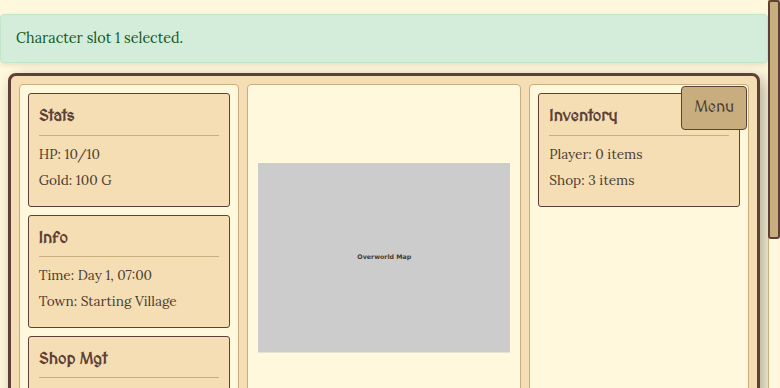 Character slot 1 selected.
Stats
HP: 10/10
Gold: 100 G
Info
Time: Day 1, 07:00
Town: Starting Village
Shop Mgt
Overworld Map
Inventory
Menu
Player: 0 items
Shop: 3 items